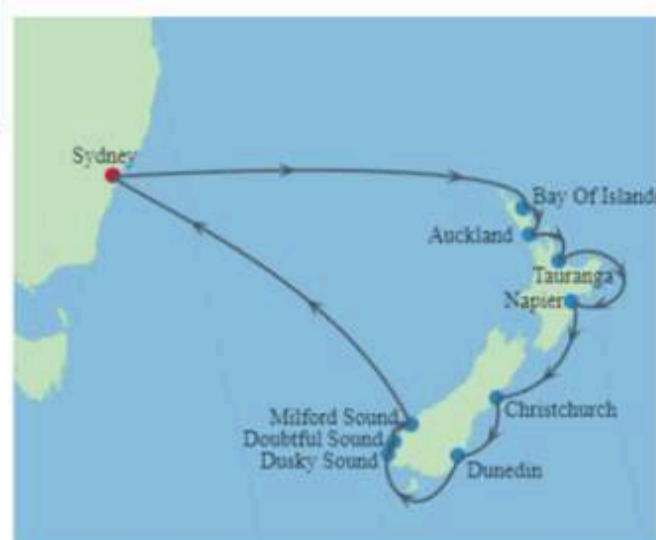 Sydney
Bay Of Island
Auckland
Tauranga
Napier
Christchurch
Milford Sound
Doubtful Sound
Dusky Sound
Dunedin